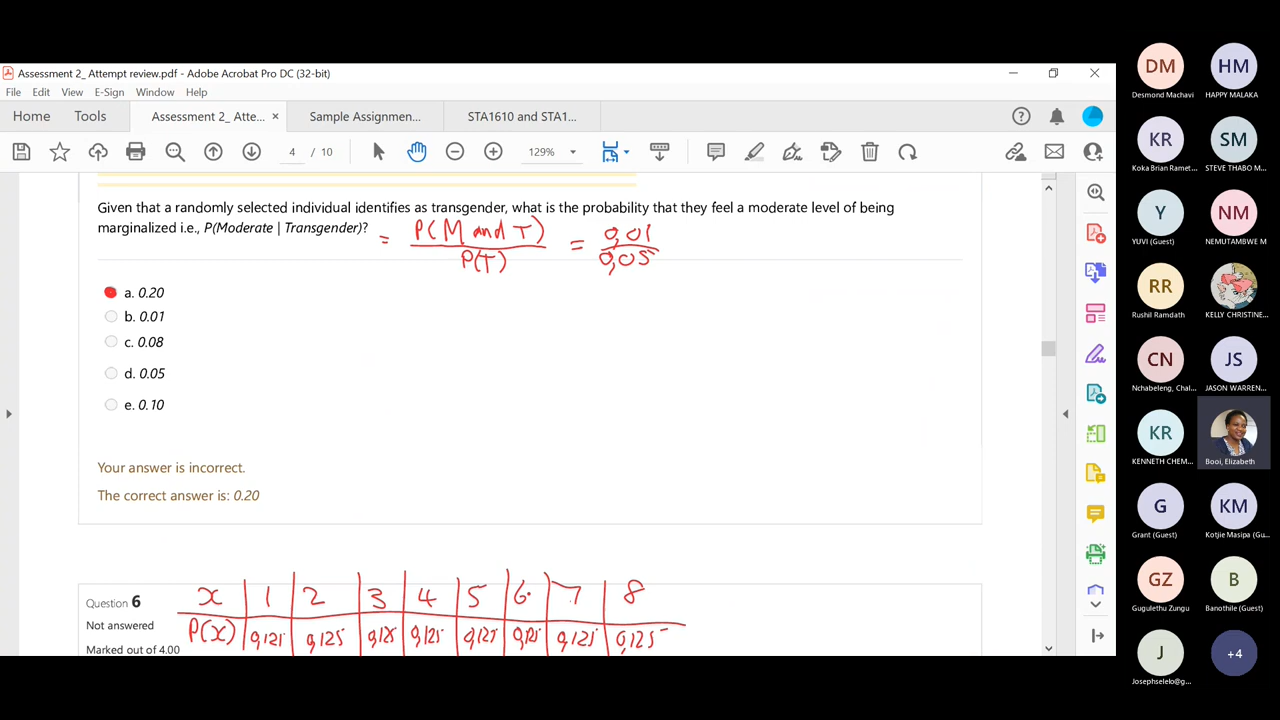 Assessment 2_ Attempt review.pdf - Adobe Acrobat Pro DC (32-bit)
File Edit View E-Sign Window Help
Home Tools Assessment 2_ Atte... × Sample Assignmen... STA1610 and STA1...
4 / 10 129%
Given that a randomly selected individual identifies as transgender, what is the probability that they feel a moderate level of being
marginalized i.e., P(Moderate | Transgender)? = P(M and T) / P(T) = 0,01 / 0,05
a. 0.20
b. 0.01
c. 0.08
d. 0.05
e. 0.10
Your answer is incorrect.
The correct answer is: 0.20
Question 6
Not answered
Marked out of 4.00
x 1 2 3 4 5 6 7 8
P(x) 0,125 0,125 0,125 0,125 0,125 0,125 0,125 0,125
DM HM
Desmond Machavi HAPPY MALAKA
KR SM
Koka Brian Ramet... STEVE THABO M...
Y NM
YUVI (Guest) NEMUTAMBWE M
RR
Rushil Ramdath KELLY CHRISTINE...
CN JS
Nchabeleng, Chal... JASON WARREN...
KR
KENNETH CHEM... Booi, Elizabeth
G KM
Grant (Guest) Kotjie Masipa (Gu...
GZ B
Gugulethu Zungu Banothile (Guest)
J +4
Josephselelo@g...